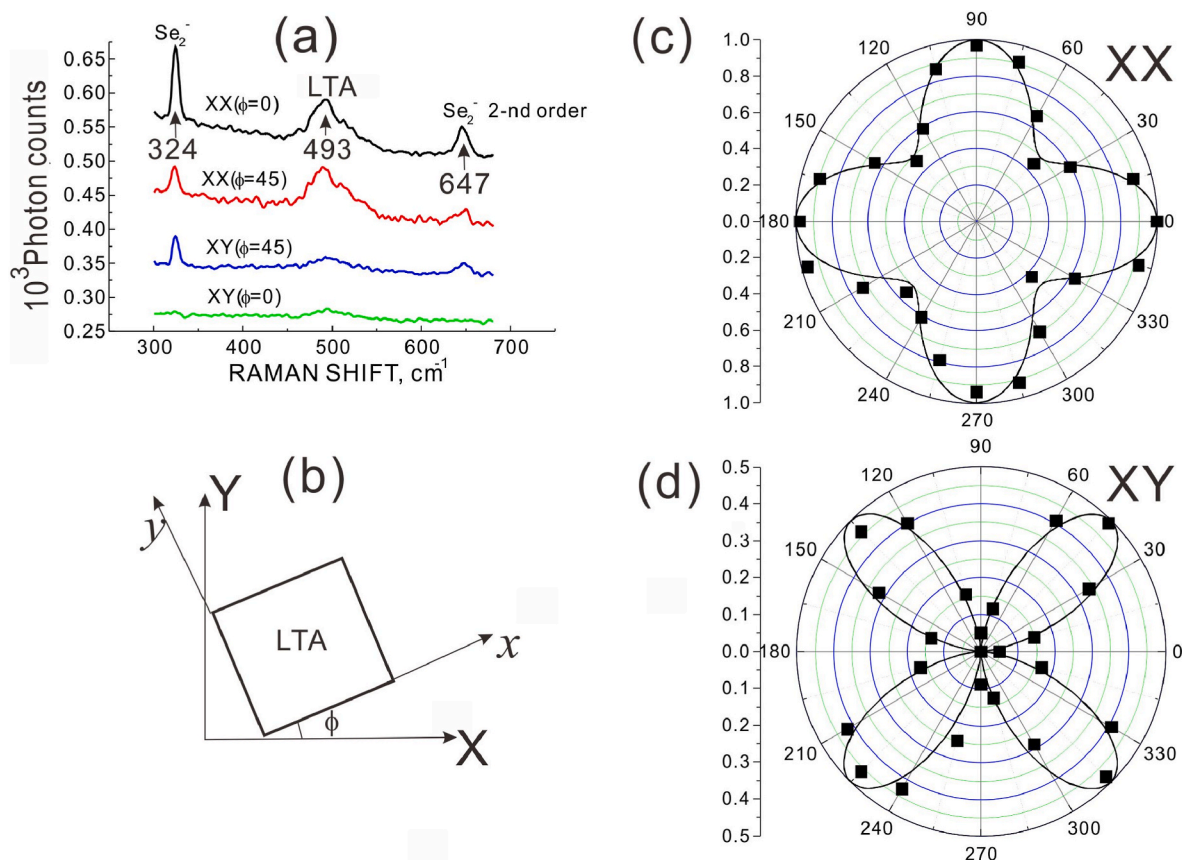 (a)
Se2-
XX(ϕ=0)
LTA
Se2- 2-nd order
324
493
647
XX(ϕ=45)
XY(ϕ=45)
XY(ϕ=0)
10^3Photon counts
0.65
0.60
0.55
0.50
0.45
0.40
0.35
0.30
0.25
300 400 500 600 700
RAMAN SHIFT, cm-1
(b)
Y
y
LTA
x
ϕ
X
(c)
XX
1.0
0.8
0.6
0.4
0.2
0.0
0.2
0.4
0.6
0.8
1.0
90
120 60
150 30
180 0
210 330
240 300
270
(d)
XY
0.5
0.4
0.3
0.2
0.1
0.0
0.1
0.2
0.3
0.4
0.5
90
120 60
150 30
180 0
210 330
240 300
270